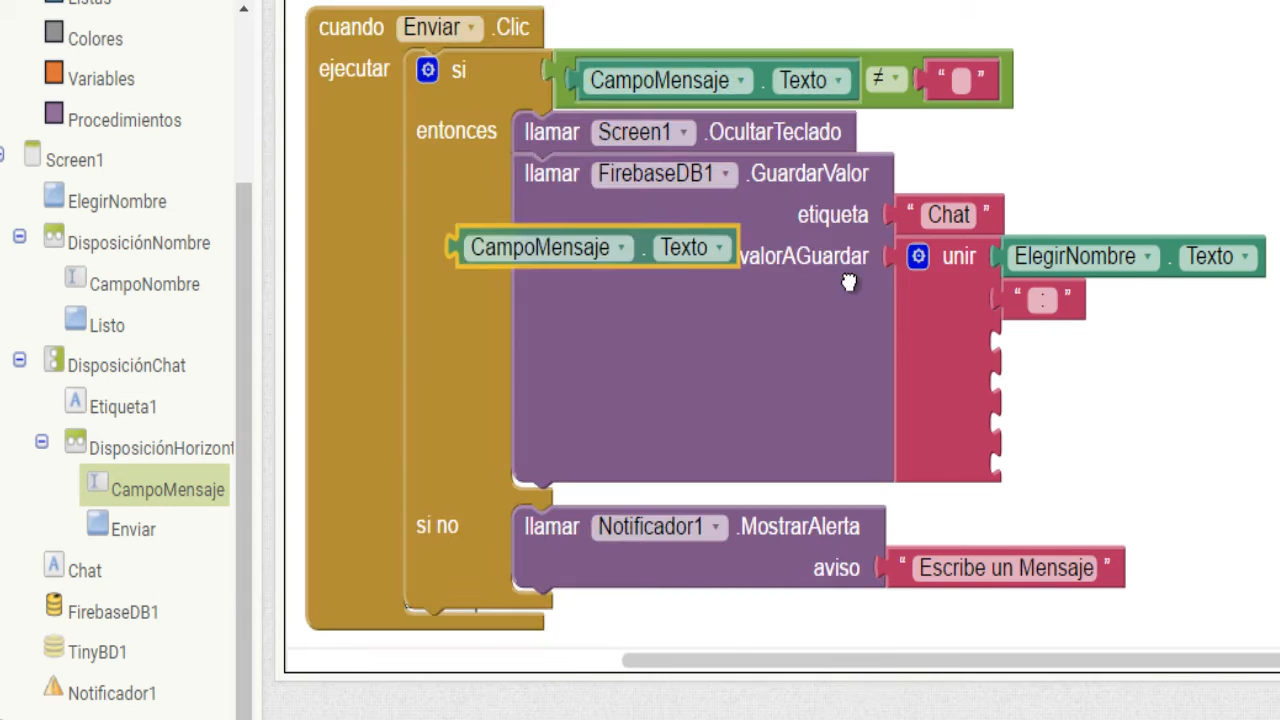 Listas
Colores
Variables
Procedimientos
Screen1
ElegirNombre
DisposiciónNombre
CampoNombre
Listo
DisposiciónChat
Etiqueta1
DisposiciónHorizont
CampoMensaje
Enviar
Chat
FirebaseDB1
TinyBD1
Notificador1
cuando Enviar .Clic
ejecutar si CampoMensaje . Texto ≠ “ ”
entonces llamar Screen1 .OcultarTeclado
llamar FirebaseDB1 .GuardarValor
etiqueta “ Chat ”
CampoMensaje . Texto valorAGuardar unir ElegirNombre . Texto
“ : ”
si no llamar Notificador1 .MostrarAlerta
aviso “ Escribe un Mensaje ”